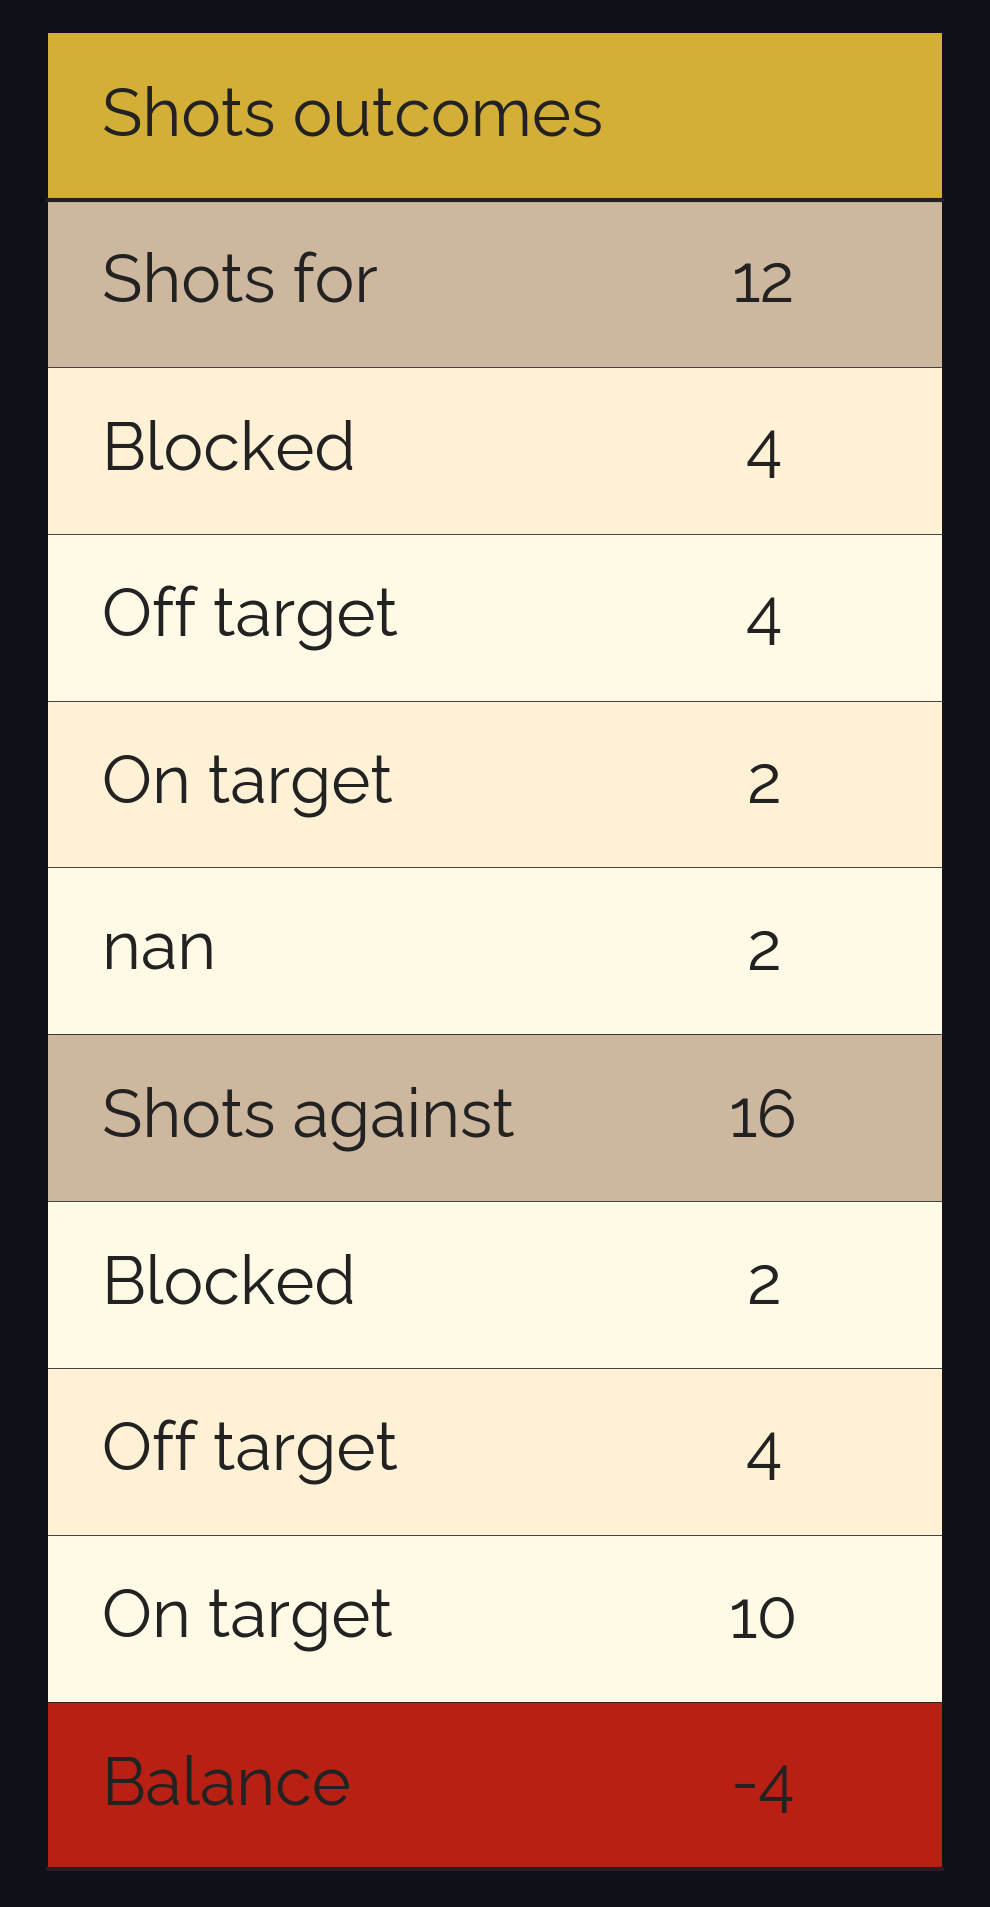 Shots outcomes
Shots for 12
Blocked 4
Off target 4
On target 2
nan 2
Shots against 16
Blocked 2
Off target 4
On target 10
Balance -4